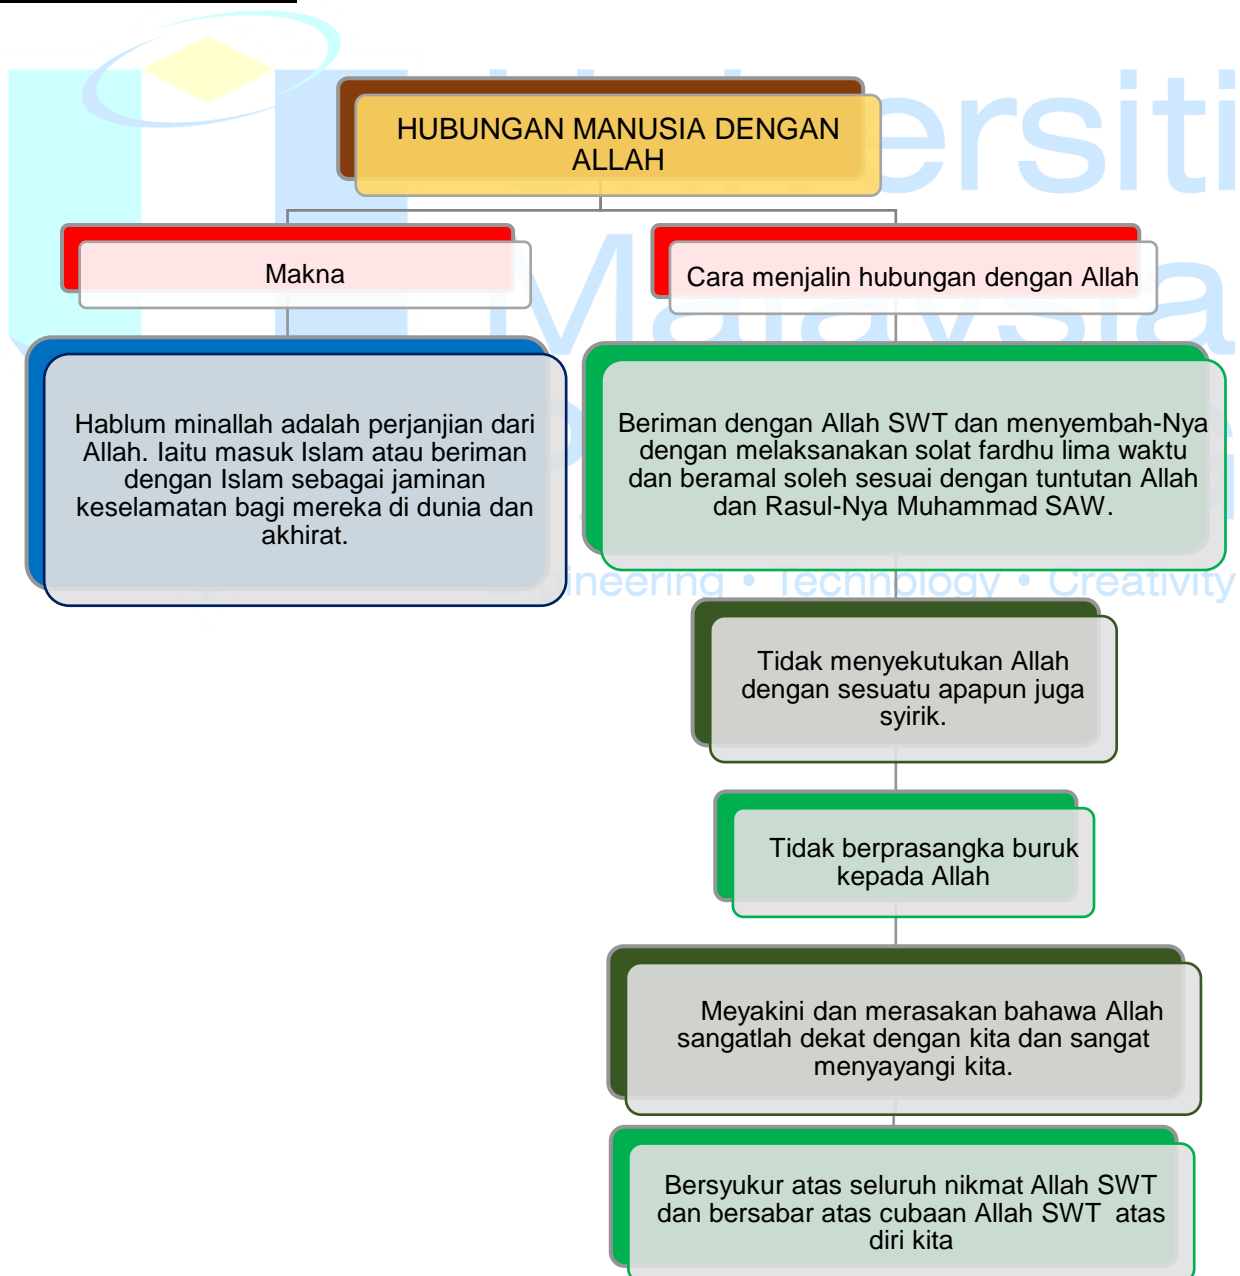 HUBUNGAN MANUSIA DENGAN
ALLAH
Makna
Hablum minallah adalah perjanjian dari
Allah. Iaitu masuk Islam atau beriman
dengan Islam sebagai jaminan
keselamatan bagi mereka di dunia dan
akhirat.
Cara menjalin hubungan dengan Allah
Beriman dengan Allah SWT dan menyembah-Nya
dengan melaksanakan solat fardhu lima waktu
dan beramal soleh sesuai dengan tuntutan Allah
dan Rasul-Nya Muhammad SAW.
Tidak menyekutukan Allah
dengan sesuatu apapun juga
syirik.
Tidak berprasangka buruk
kepada Allah
Meyakini dan merasakan bahawa Allah
sangatlah dekat dengan kita dan sangat
menyayangi kita.
Bersyukur atas seluruh nikmat Allah SWT
dan bersabar atas cubaan Allah SWT atas
diri kita
Malaysia
Technology • Creativity